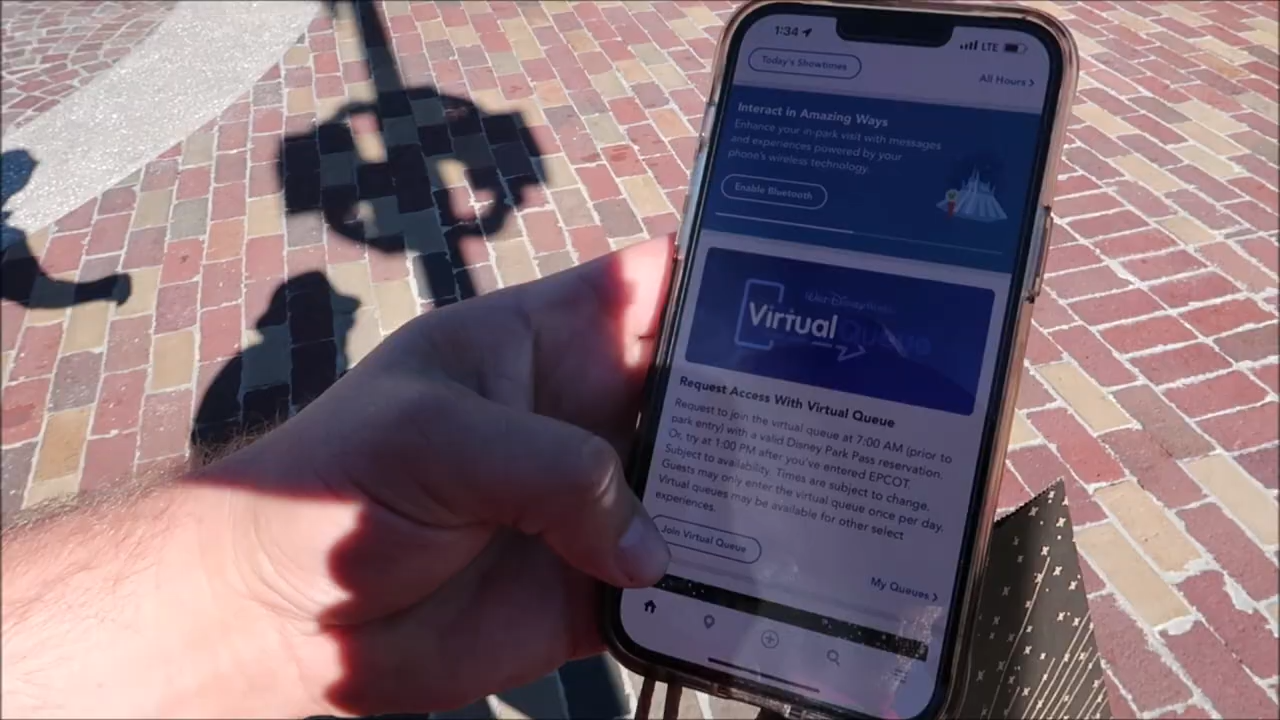 1:34
LTE
Today's Showtimes
All Hours >
Interact in Amazing Ways
Enhance your in-park visit with messages
and experiences powered by your
phone's wireless technology.
Enable Bluetooth
Walt Disney World
Virtual Queue
Request Access With Virtual Queue
Request to join the virtual queue at 7:00 AM (prior to
park entry) with a valid Disney Park Pass reservation.
Or, try at 1:00 PM after you've entered EPCOT.
Subject to availability. Times are subject to change.
Guests may only enter the virtual queue once per day.
Virtual queues may be available for other select
experiences.
Join Virtual Queue
My Queues >